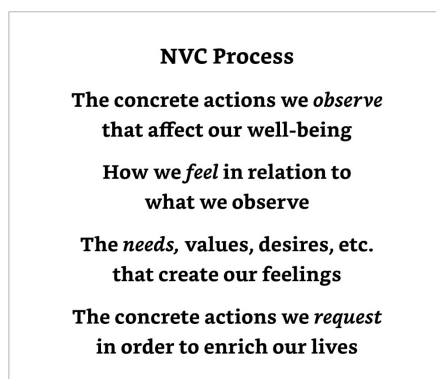 NVC Process
The concrete actions we observe
that affect our well-being
How we feel in relation to
what we observe
The needs, values, desires, etc.
that create our feelings
The concrete actions we request
in order to enrich our lives